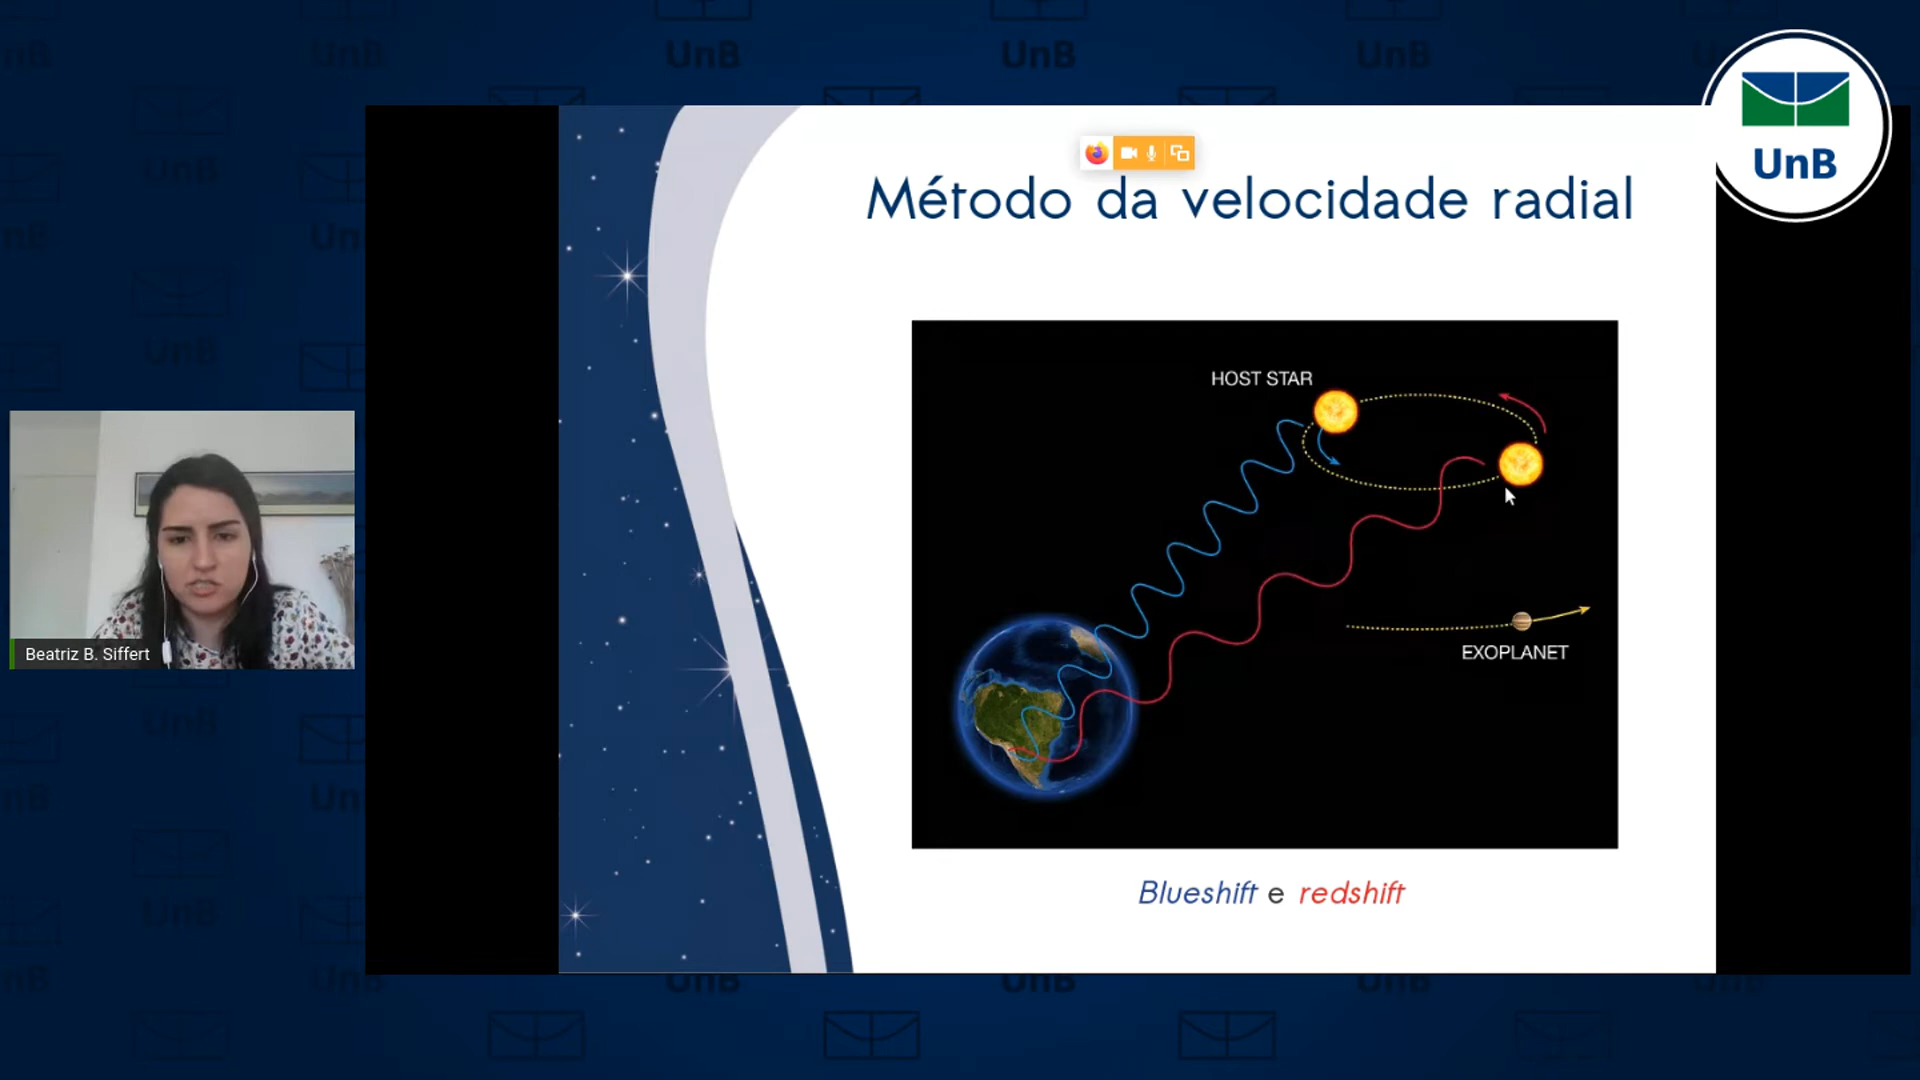 UnB
Método da velocidade radial
HOST STAR
EXOPLANET
Beatriz B. Siffert
Blueshift e redshift